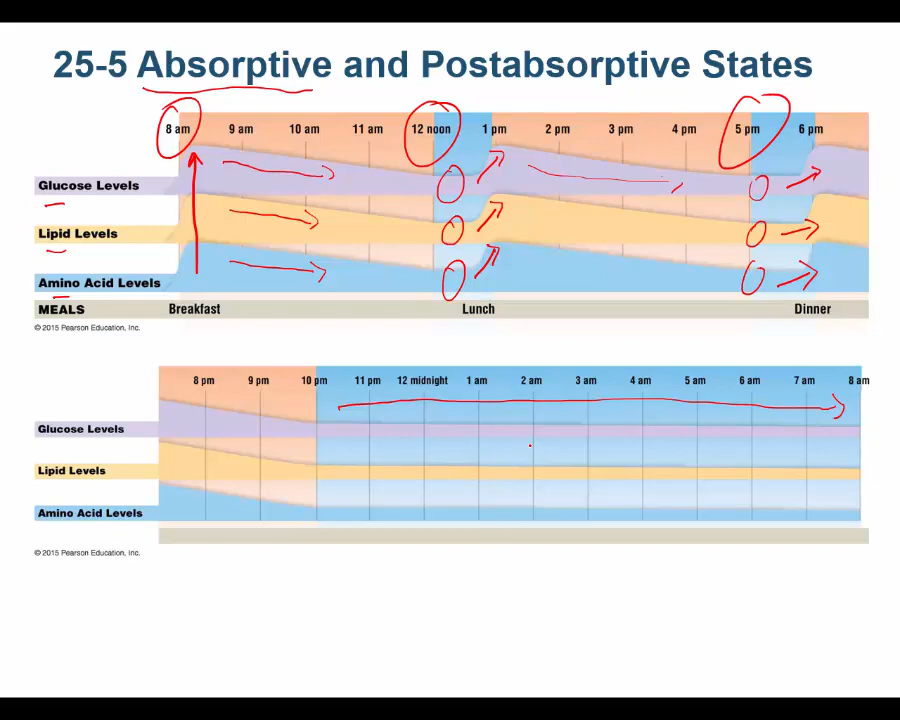 25-5 Absorptive and Postabsorptive States
8 am 9 am 10 am 11 am 12 noon 1 pm 2 pm 3 pm 4 pm 5 pm 6 pm
Glucose Levels
Lipid Levels
Amino Acid Levels
MEALS Breakfast Lunch Dinner
© 2015 Pearson Education, Inc.
8 pm 9 pm 10 pm 11 pm 12 midnight 1 am 2 am 3 am 4 am 5 am 6 am 7 am 8 am
Glucose Levels
Lipid Levels
Amino Acid Levels
© 2015 Pearson Education, Inc.